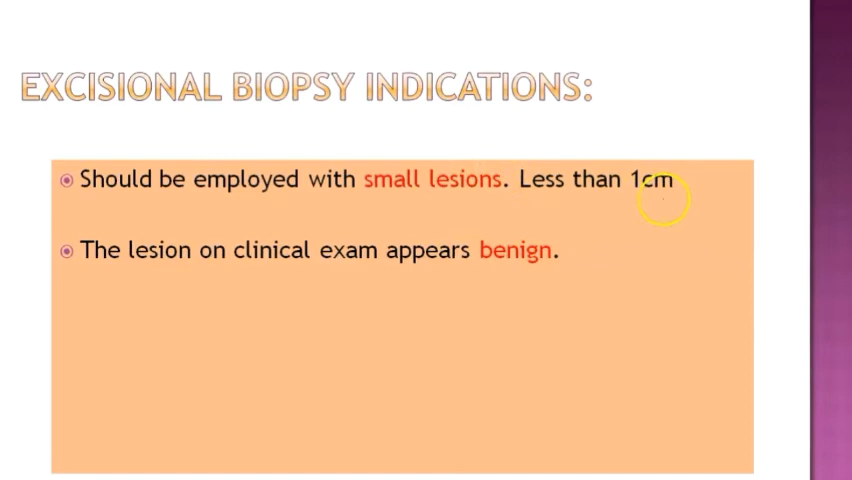 EXCISIONAL BIOPSY INDICATIONS:
Should be employed with small lesions. Less than 1cm
The lesion on clinical exam appears benign.